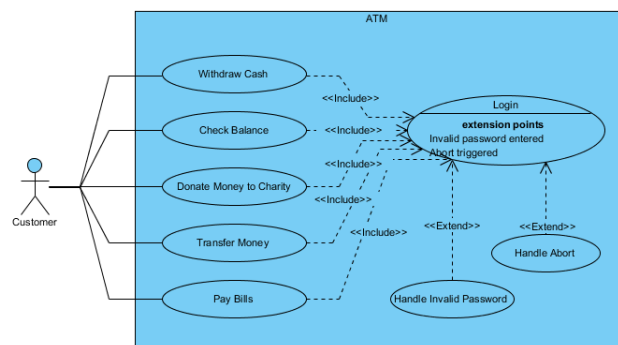 ATM
Withdraw Cash
<<Include>>
Login
extension points
Invalid password entered
Abort triggered
Check Balance
<<Include>>
Donate Money to Charity
<<Include>>
<<Include>>
Customer
Transfer Money
<<Include>>
<<Extend>>
<<Extend>>
Handle Abort
Pay Bills
Handle Invalid Password